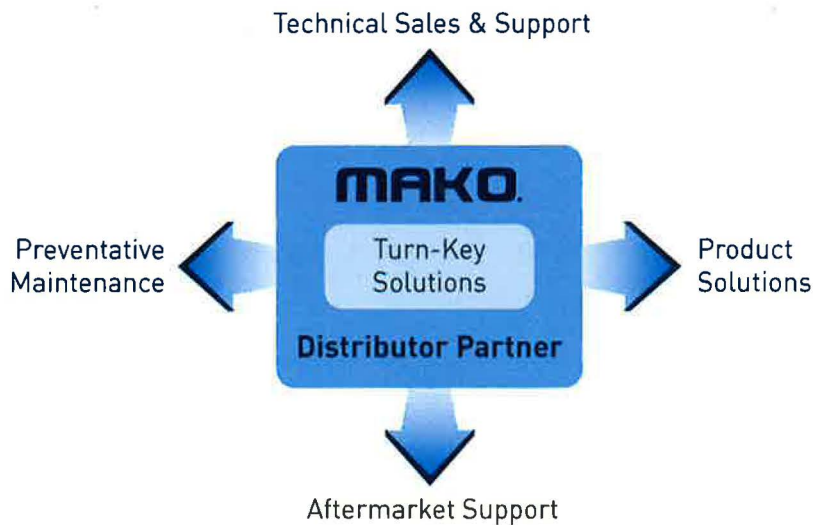 Technical Sales & Support
MAKO.
Turn-Key
Solutions
Distributor Partner
Preventative
Maintenance
Product
Solutions
Aftermarket Support